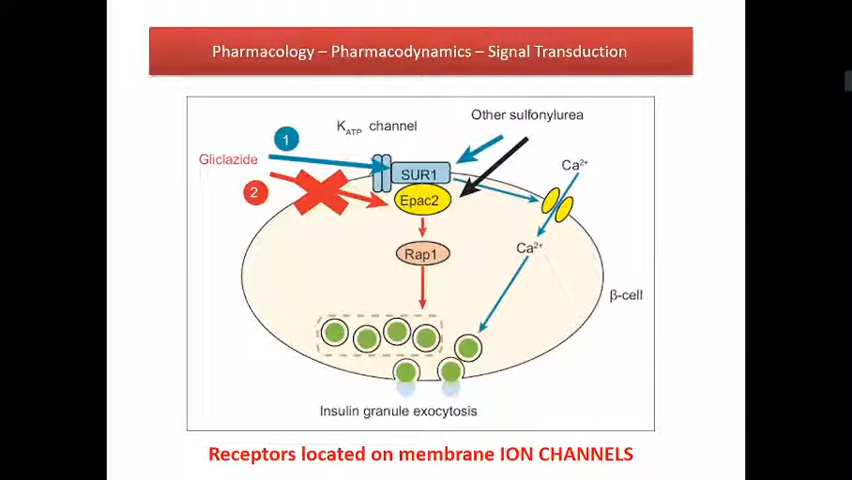 Pharmacology – Pharmacodynamics – Signal Transduction
Other sulfonylurea
K_ATP channel
1
Gliclazide
Ca²⁺
SUR1
2
Epac2
Ca²⁺
Rap1
β-cell
Insulin granule exocytosis
Receptors located on membrane ION CHANNELS